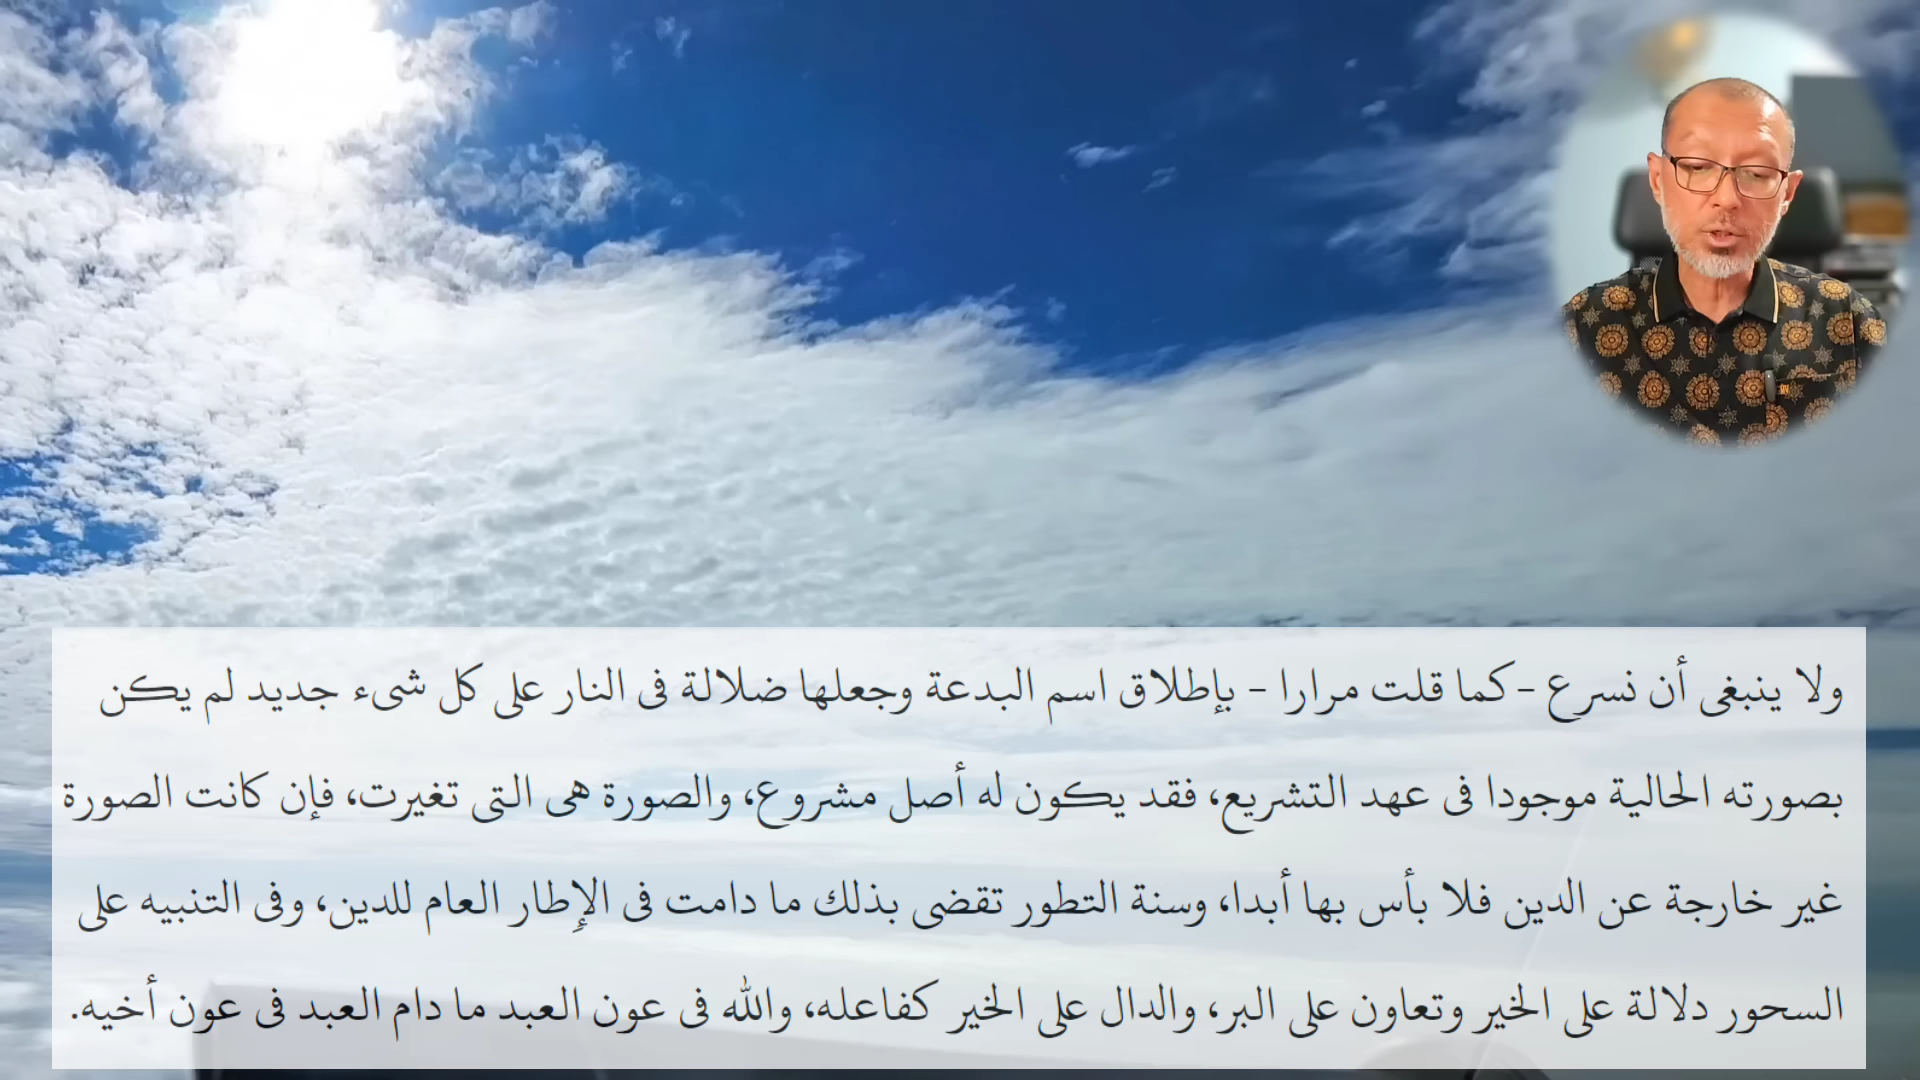 ولا ينبغى أن نسرع -كما قلت مرارا - بإطلاق اسم البدعة وجعلها ضلالة فى النار على كل شىء جديد لم يكن
بصورته الحالية موجودا فى عهد التشريع، فقد يكون له أصل مشروع، والصورة هى التى تغيرت، فإن كانت الصورة
غير خارجة عن الدين فلا بأس بها أبدا، وسنة التطور تقضى بذلك ما دامت فى الإِطار العام للدين، وفى التنبيه على
السحور دلالة على الخير وتعاون على البر، والدال على الخير كفاعله، والله فى عون العبد ما دام العبد فى عون أخيه.